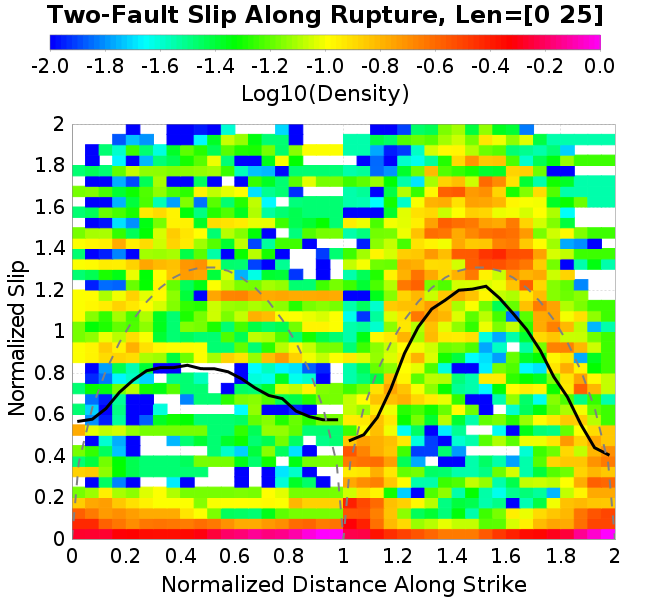 Two-Fault Slip Along Rupture, Len=[0 25]
-2.0 -1.8 -1.6 -1.4 -1.2 -1.0 -0.8 -0.6 -0.4 -0.2 0.0
Log10(Density)
2
1.8
1.6
1.4
1.2
1
0.8
0.6
0.4
0.2
0
Normalized Slip
0 0.2 0.4 0.6 0.8 1 1.2 1.4 1.6 1.8 2
Normalized Distance Along Strike